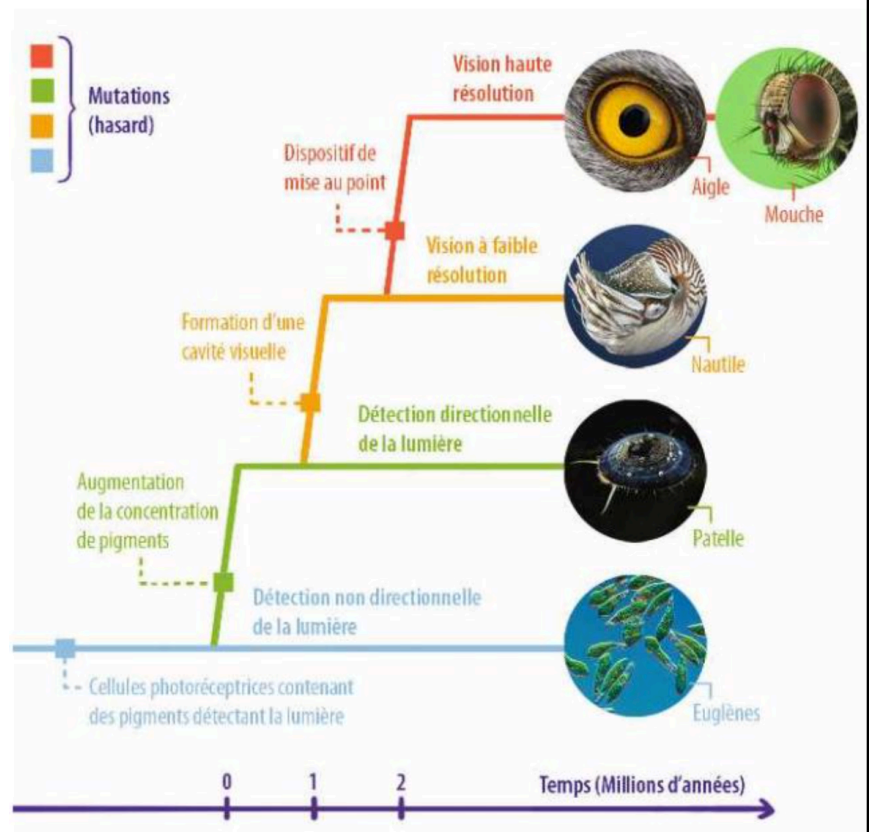 Mutations
(hasard)
Vision haute
résolution
Dispositif de
mise au point
Aigle
Mouche
Vision à faible
résolution
Formation d'une
cavité visuelle
Nautile
Détection directionnelle
de la lumière
Augmentation
de la concentration
de pigments
Patelle
Détection non directionnelle
de la lumière
Cellules photoréceptrices contenant
des pigments détectant la lumière
Euglènes
0 1 2 Temps (Millions d'années)